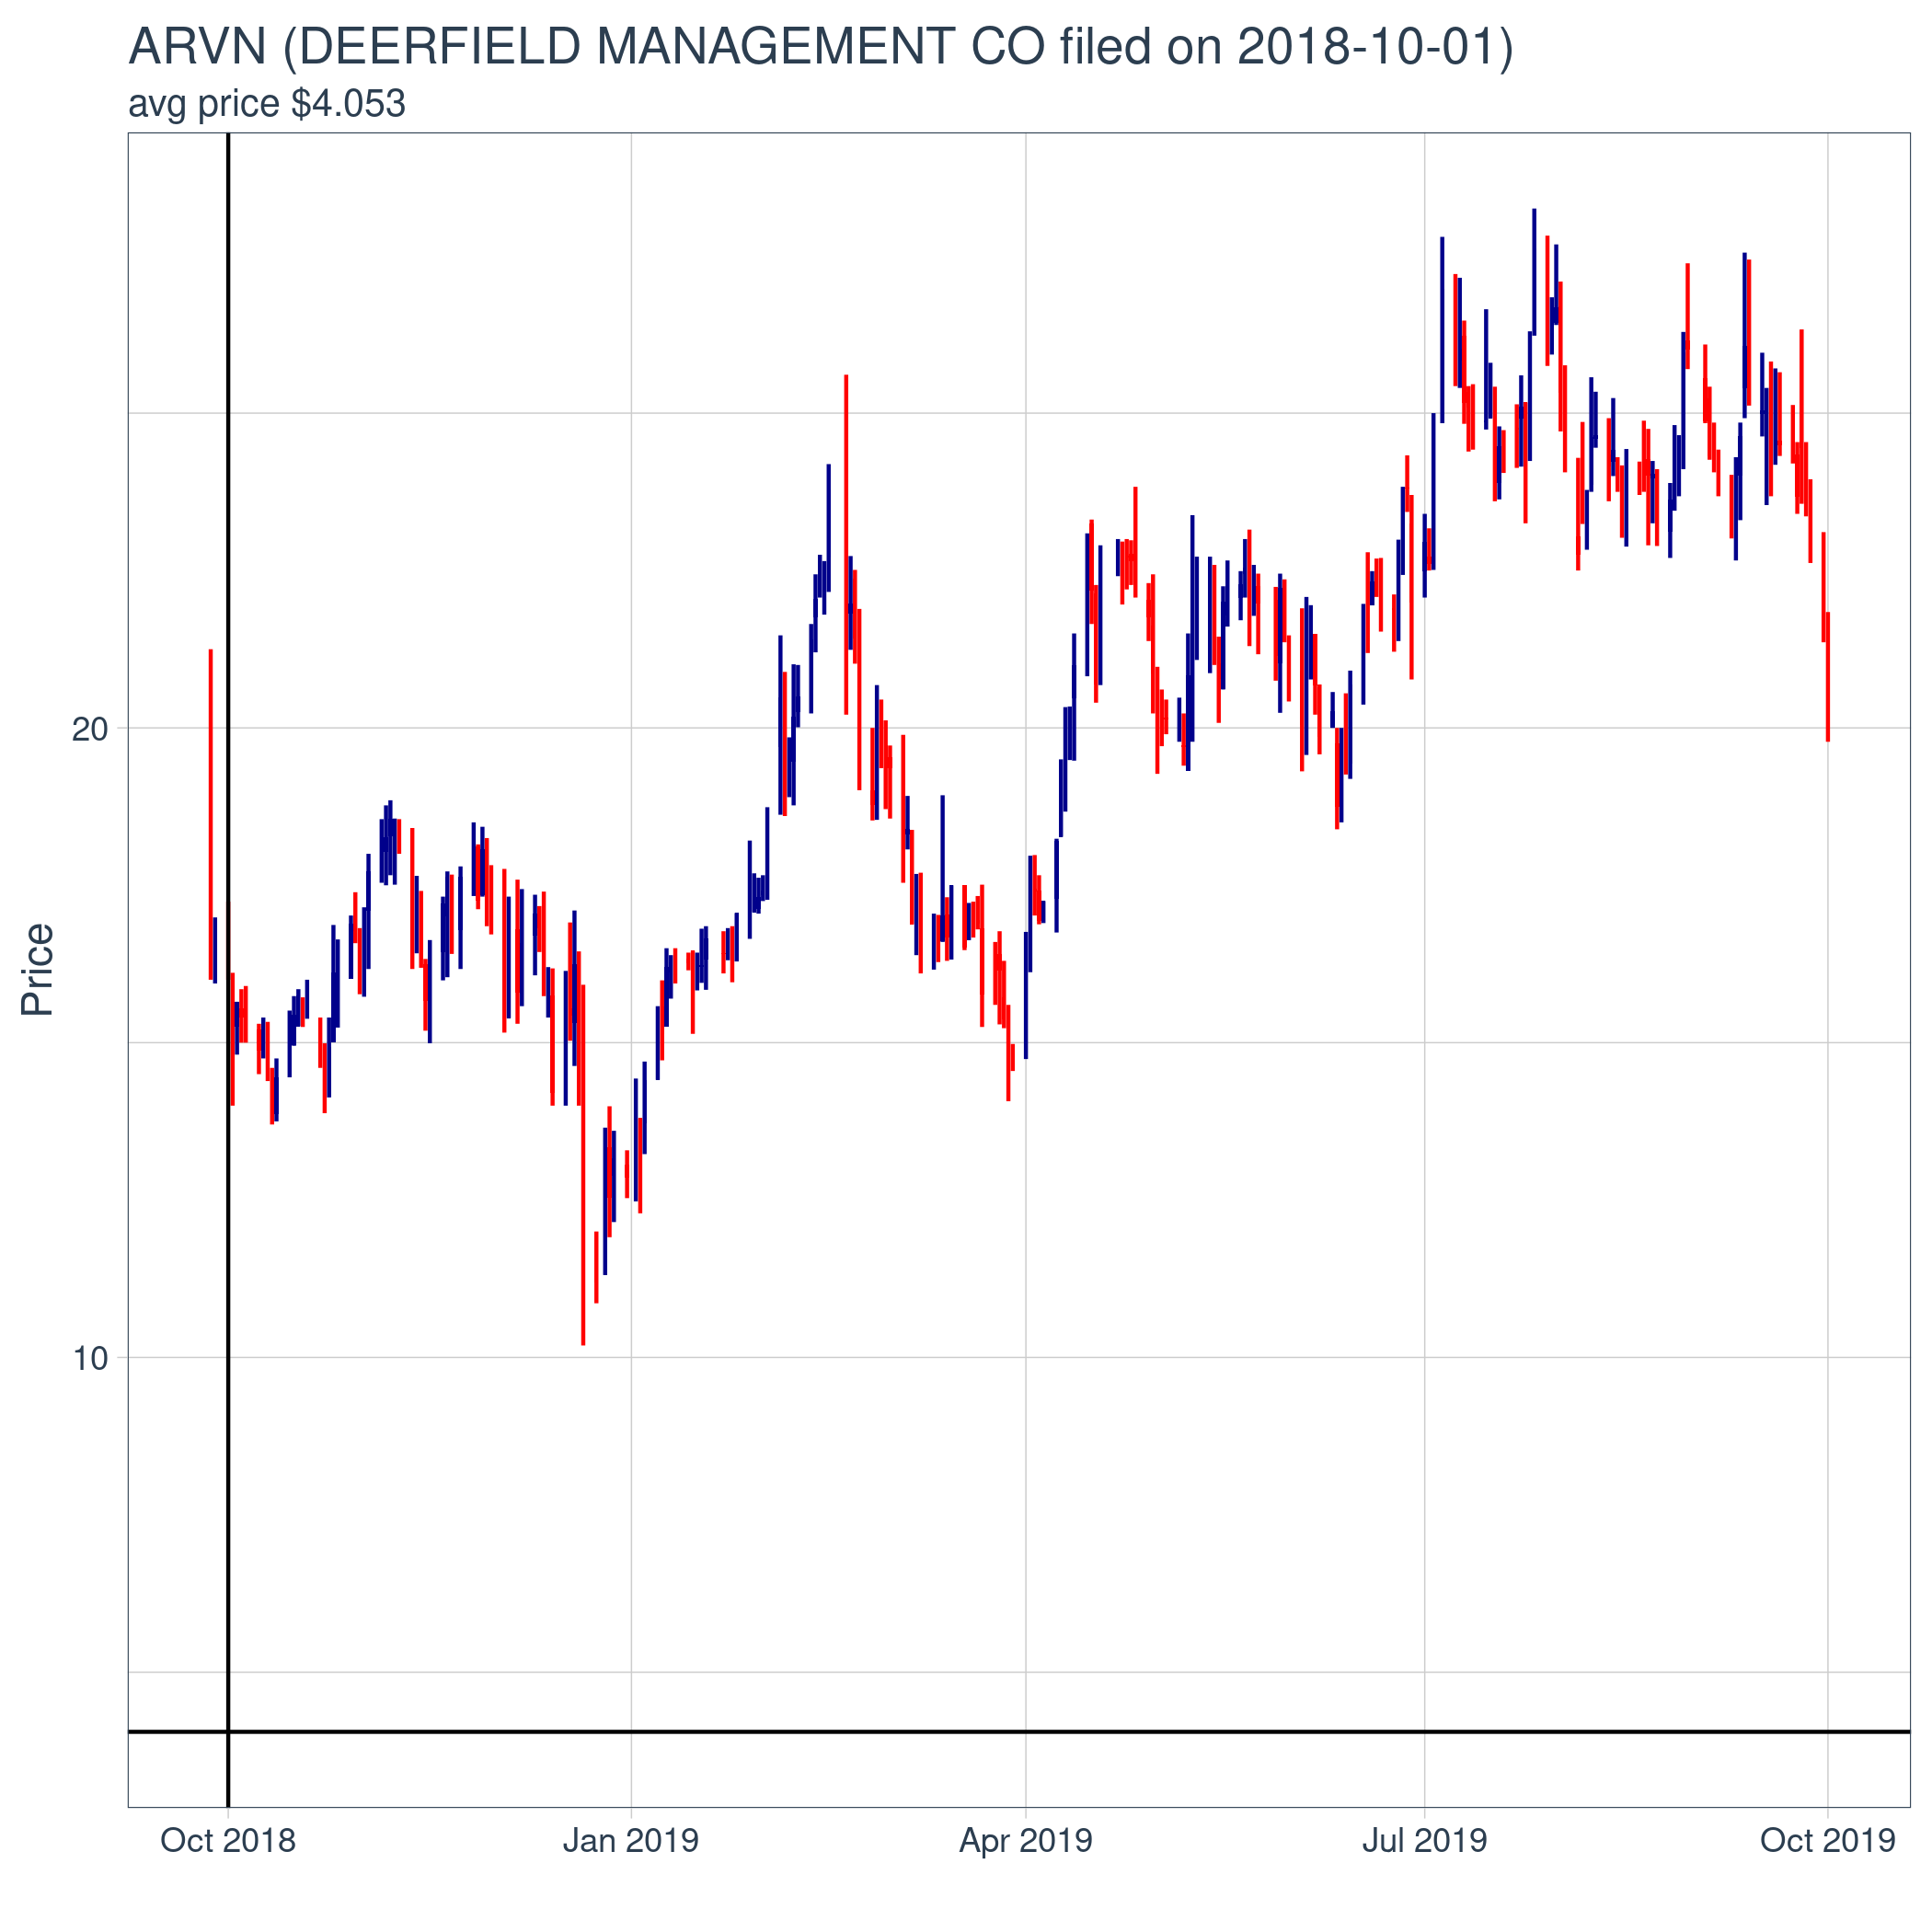 ARVN (DEERFIELD MANAGEMENT CO filed on 2018-10-01)
avg price $4.053
Price
20
10
Oct 2018
Jan 2019
Apr 2019
Jul 2019
Oct 2019